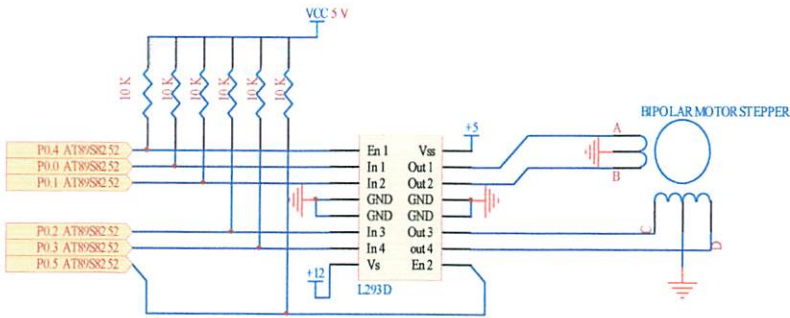 VCC 5 V
10 K
10 K
10 K
10 K
10 K
10 K
BIPOLAR MOTOR STEPPER
P0.4 AT89S8252
P0.0 AT89S8252
P0.1 AT89S8252
P0.2 AT89S8252
P0.3 AT89S8252
P0.5 AT89S8252
En 1
In 1
In 2
GND
GND
In 3
In 4
Vs
Vss
Out 1
Out 2
GND
GND
Out 3
out 4
En 2
L293D
+5
+12
A
B
C
D